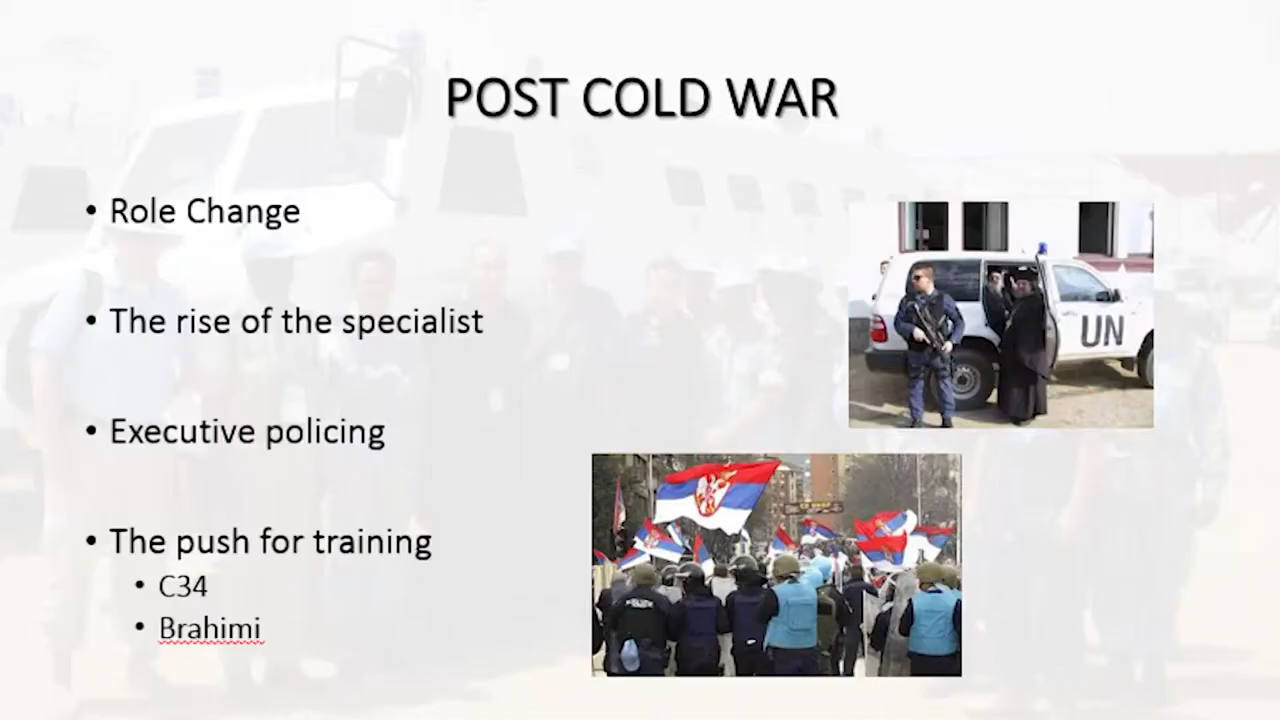 POST COLD WAR
• Role Change
• The rise of the specialist
• Executive policing
• The push for training
• C34
• Brahimi
UN
POLICE